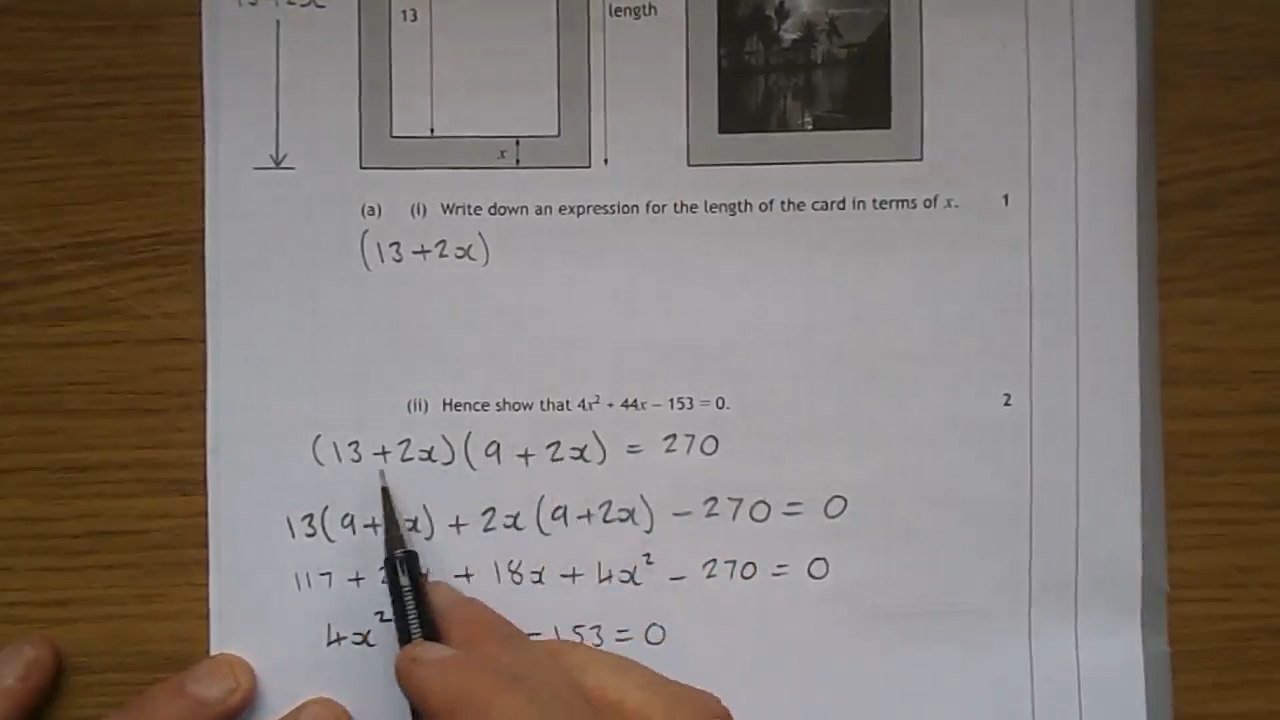 13
length
x
(a) (i) Write down an expression for the length of the card in terms of x. 1
(13+2x)
(ii) Hence show that 4x² + 44x – 153 = 0. 2
(13+2x)(9+2x) = 270
13(9+ x) + 2x(9+2x) – 270 = 0
117 + + 18x + 4x² – 270 = 0
4x² – 153 = 0